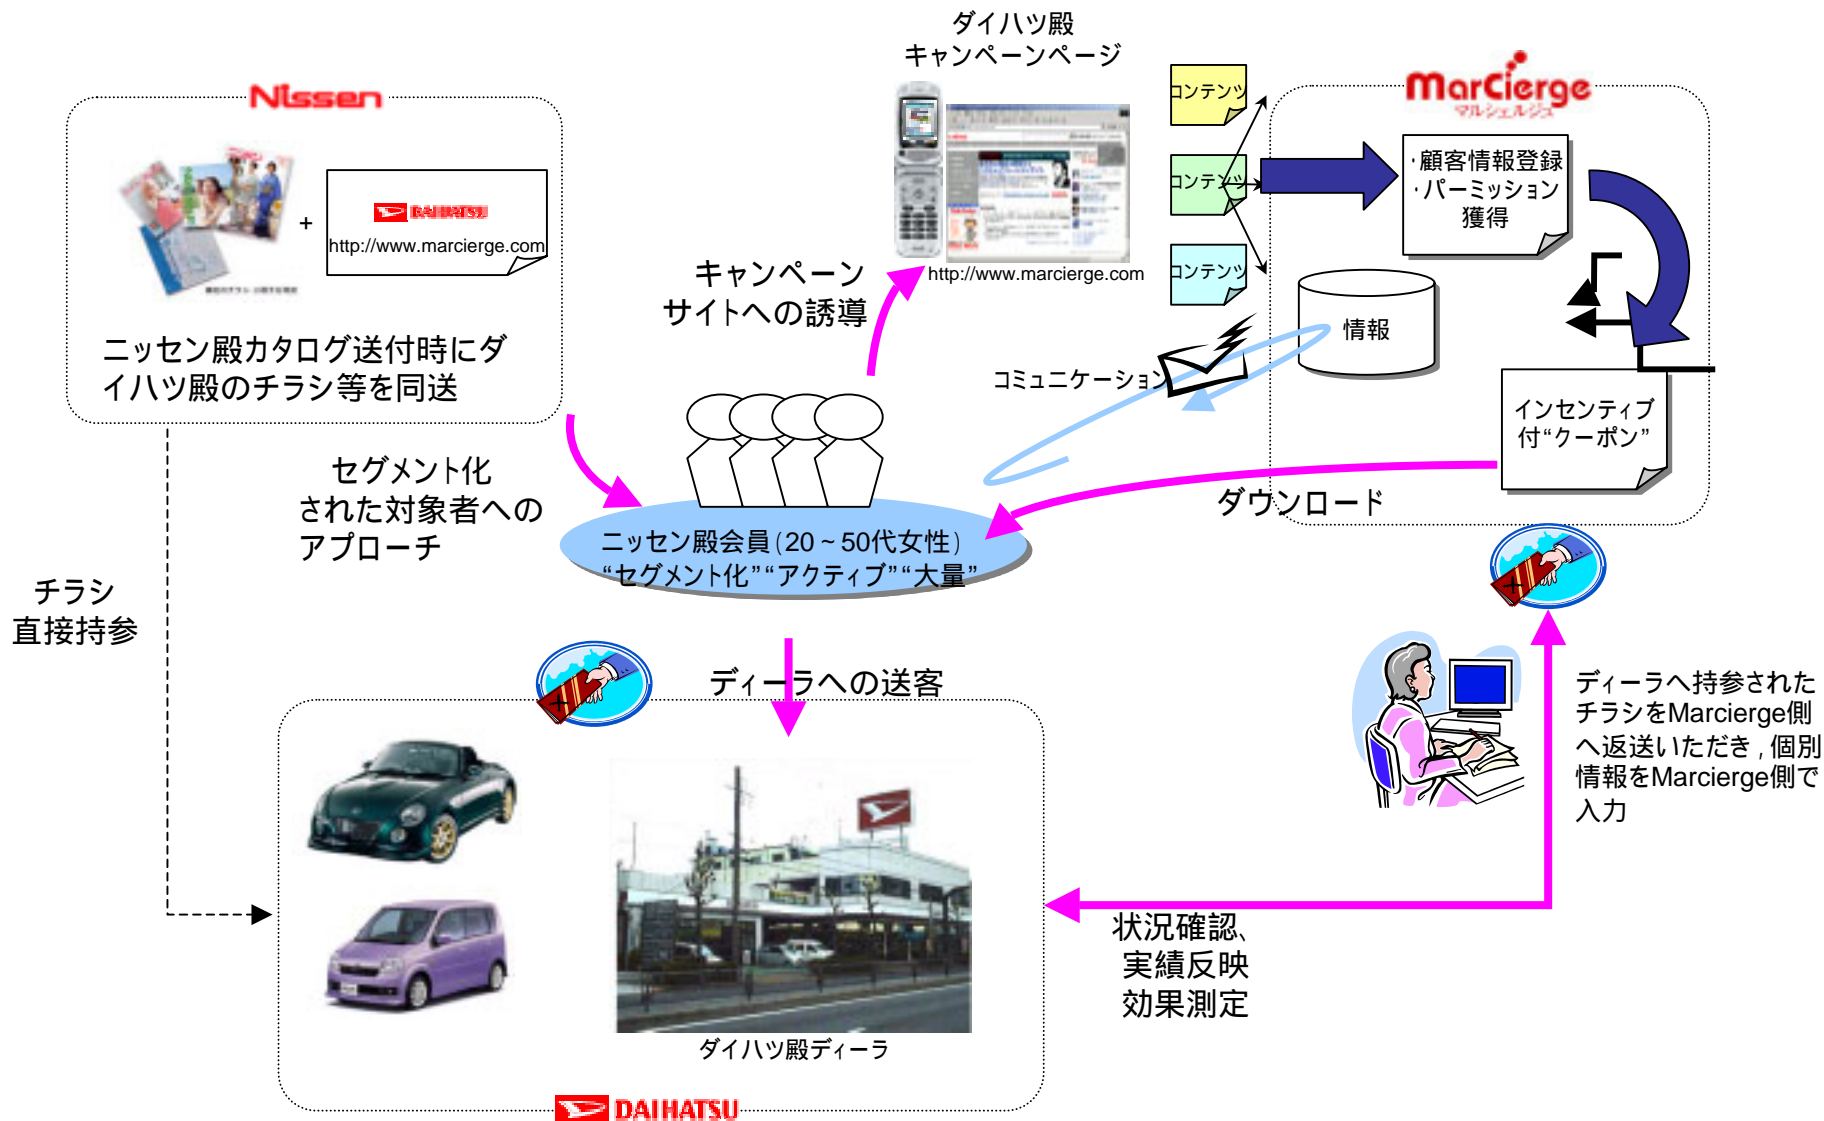 ダイハツ殿
キャンペーンページ
Nissen
+
DAIHATSU
http://www.marcierge.com
ニッセン殿カタログ送付時にダ
イハツ殿のチラシ等を同送
http://www.marcierge.com
コンテンツ
コンテンツ
コンテンツ
MarCierge
マルシェルジュ
・顧客情報登録
・パーミッション
獲得
情報
インセンティブ
付“クーポン”
キャンペーン
サイトへの誘導
コミュニケーション
ダウンロード
セグメント化
された対象者への
アプローチ
ニッセン殿会員(20～50代女性)
“セグメント化”“アクティブ”“大量”
チラシ
直接持参
ディーラへの送客
ディーラへ持参された
チラシをMarcierge側
へ返送いただき,個別
情報をMarcierge側で
入力
状況確認、
実績反映
効果測定
ダイハツ殿ディーラ
DAIHATSU